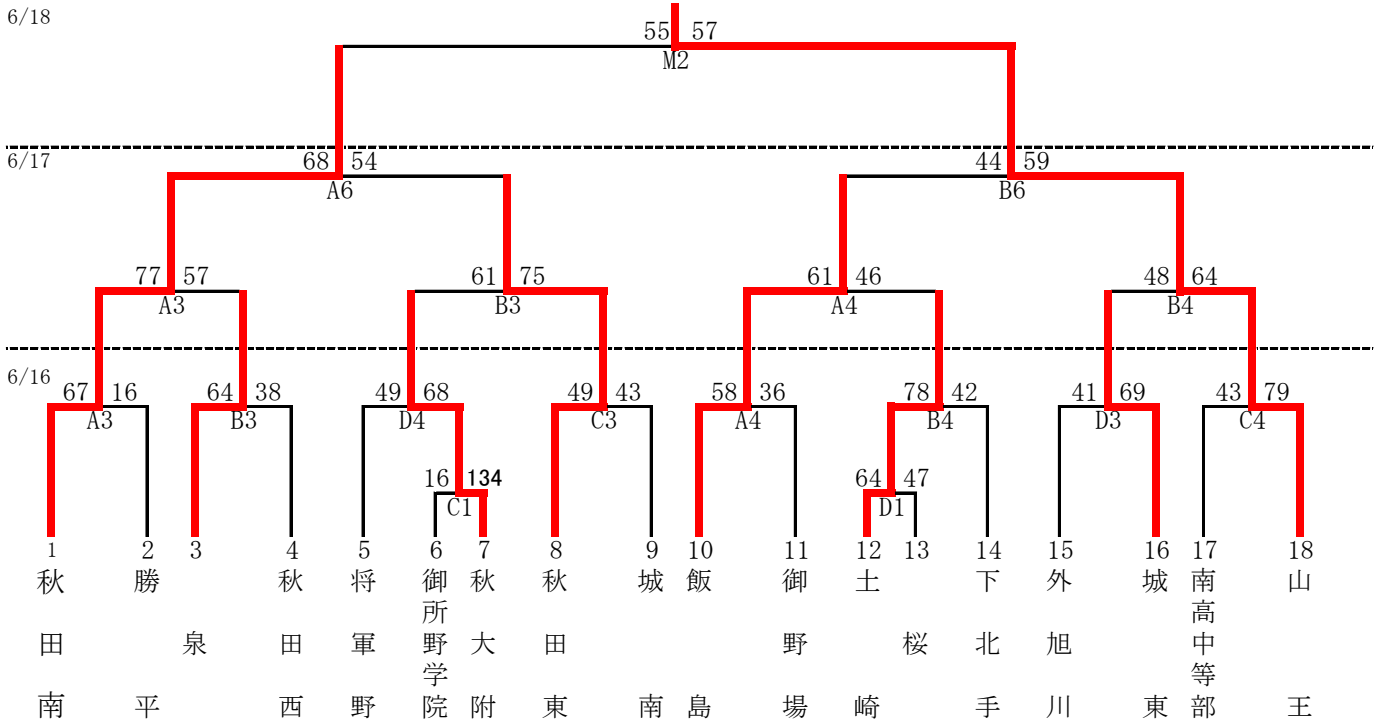 6/18
55 57
M2
6/17
68 54 44 59
A6 B6
77 57 61 75 61 46 48 64
A3 B3 A4 B4
6/16
67 16 64 38 49 68 49 43 58 36 78 42 41 69 43 79
A3 B3 D4 C3 A4 B4 D3 C4
16 134 64 47
C1 D1
1 2 3 4 5 6 7 8 9 10 11 12 13 14 15 16 17 18
秋田南
勝平
泉
秋田西
将軍野
御所野学院
秋大附
秋田東
城南
飯島
御野場
土崎
桜
下北手
外旭川
城東
南高中等部
山王